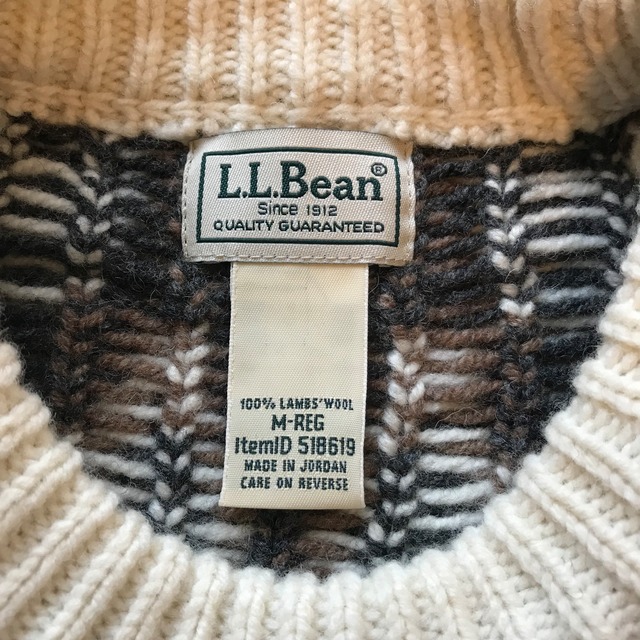 L.L.Bean®
Since 1912
QUALITY GUARANTEED
100% LAMBS' WOOL
M-REG
ItemID 518619
MADE IN JORDAN
CARE ON REVERSE